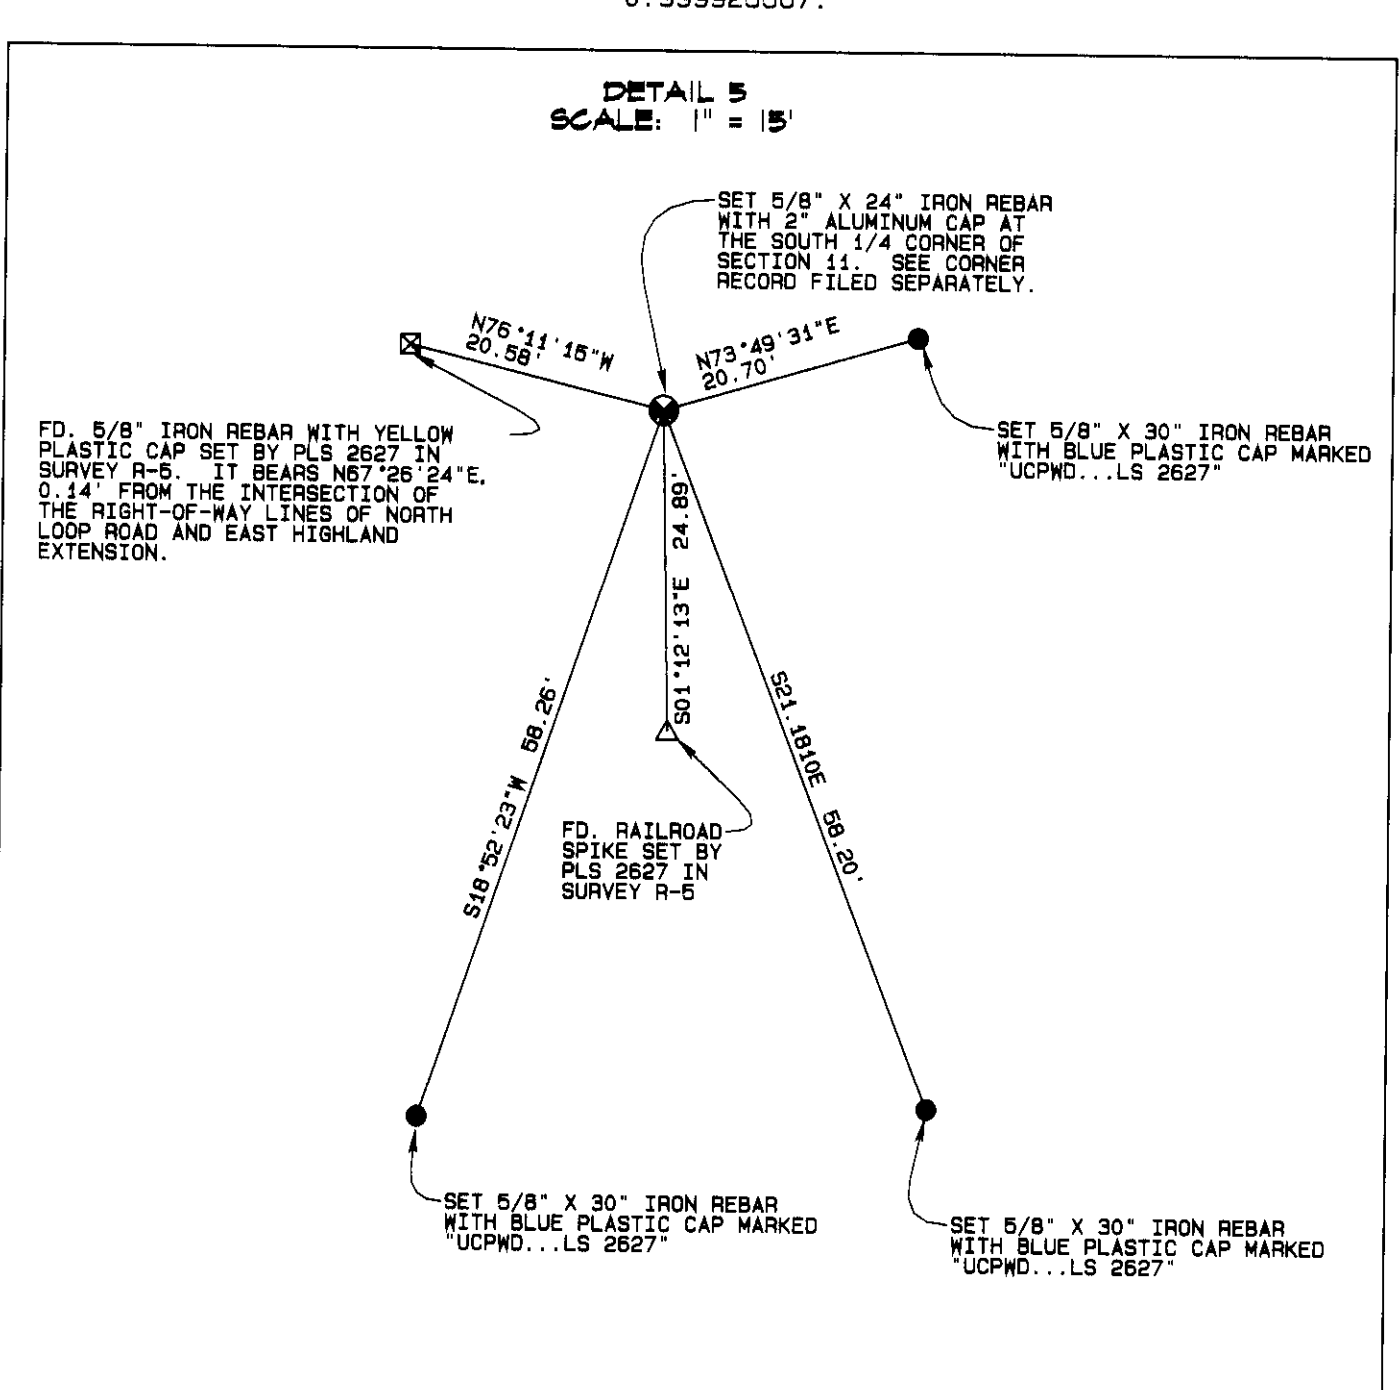 DETAIL 5
SCALE: 1" = 15'
SET 5/8" X 24" IRON REBAR
WITH 2" ALUMINUM CAP AT
THE SOUTH 1/4 CORNER OF
SECTION 11. SEE CORNER
RECORD FILED SEPARATELY.
N76°11'15"W
20.58'
N73°49'31"E
20.70'
FD. 5/8" IRON REBAR WITH YELLOW
PLASTIC CAP SET BY PLS 2627 IN
SURVEY R-5. IT BEARS N67°26'24"E,
0.14' FROM THE INTERSECTION OF
THE RIGHT-OF-WAY LINES OF NORTH
LOOP ROAD AND EAST HIGHLAND
EXTENSION.
SET 5/8" X 30" IRON REBAR
WITH BLUE PLASTIC CAP MARKED
"UCPWD...LS 2627"
S01°12'13"E 24.89'
S18°52'23"W 58.26'
S21.1810E 58.20'
FD. RAILROAD
SPIKE SET BY
PLS 2627 IN
SURVEY R-5
SET 5/8" X 30" IRON REBAR
WITH BLUE PLASTIC CAP MARKED
"UCPWD...LS 2627"
SET 5/8" X 30" IRON REBAR
WITH BLUE PLASTIC CAP MARKED
"UCPWD...LS 2627"